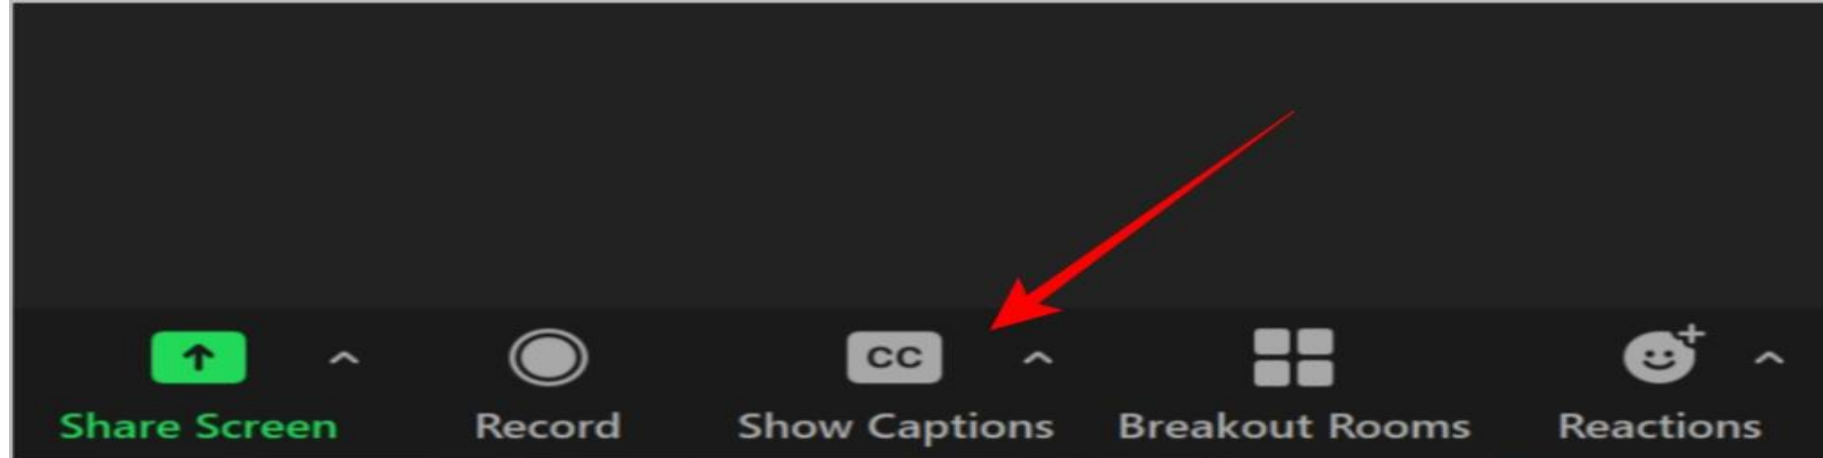 CC
Share Screen
Record
Show Captions
Breakout Rooms
Reactions